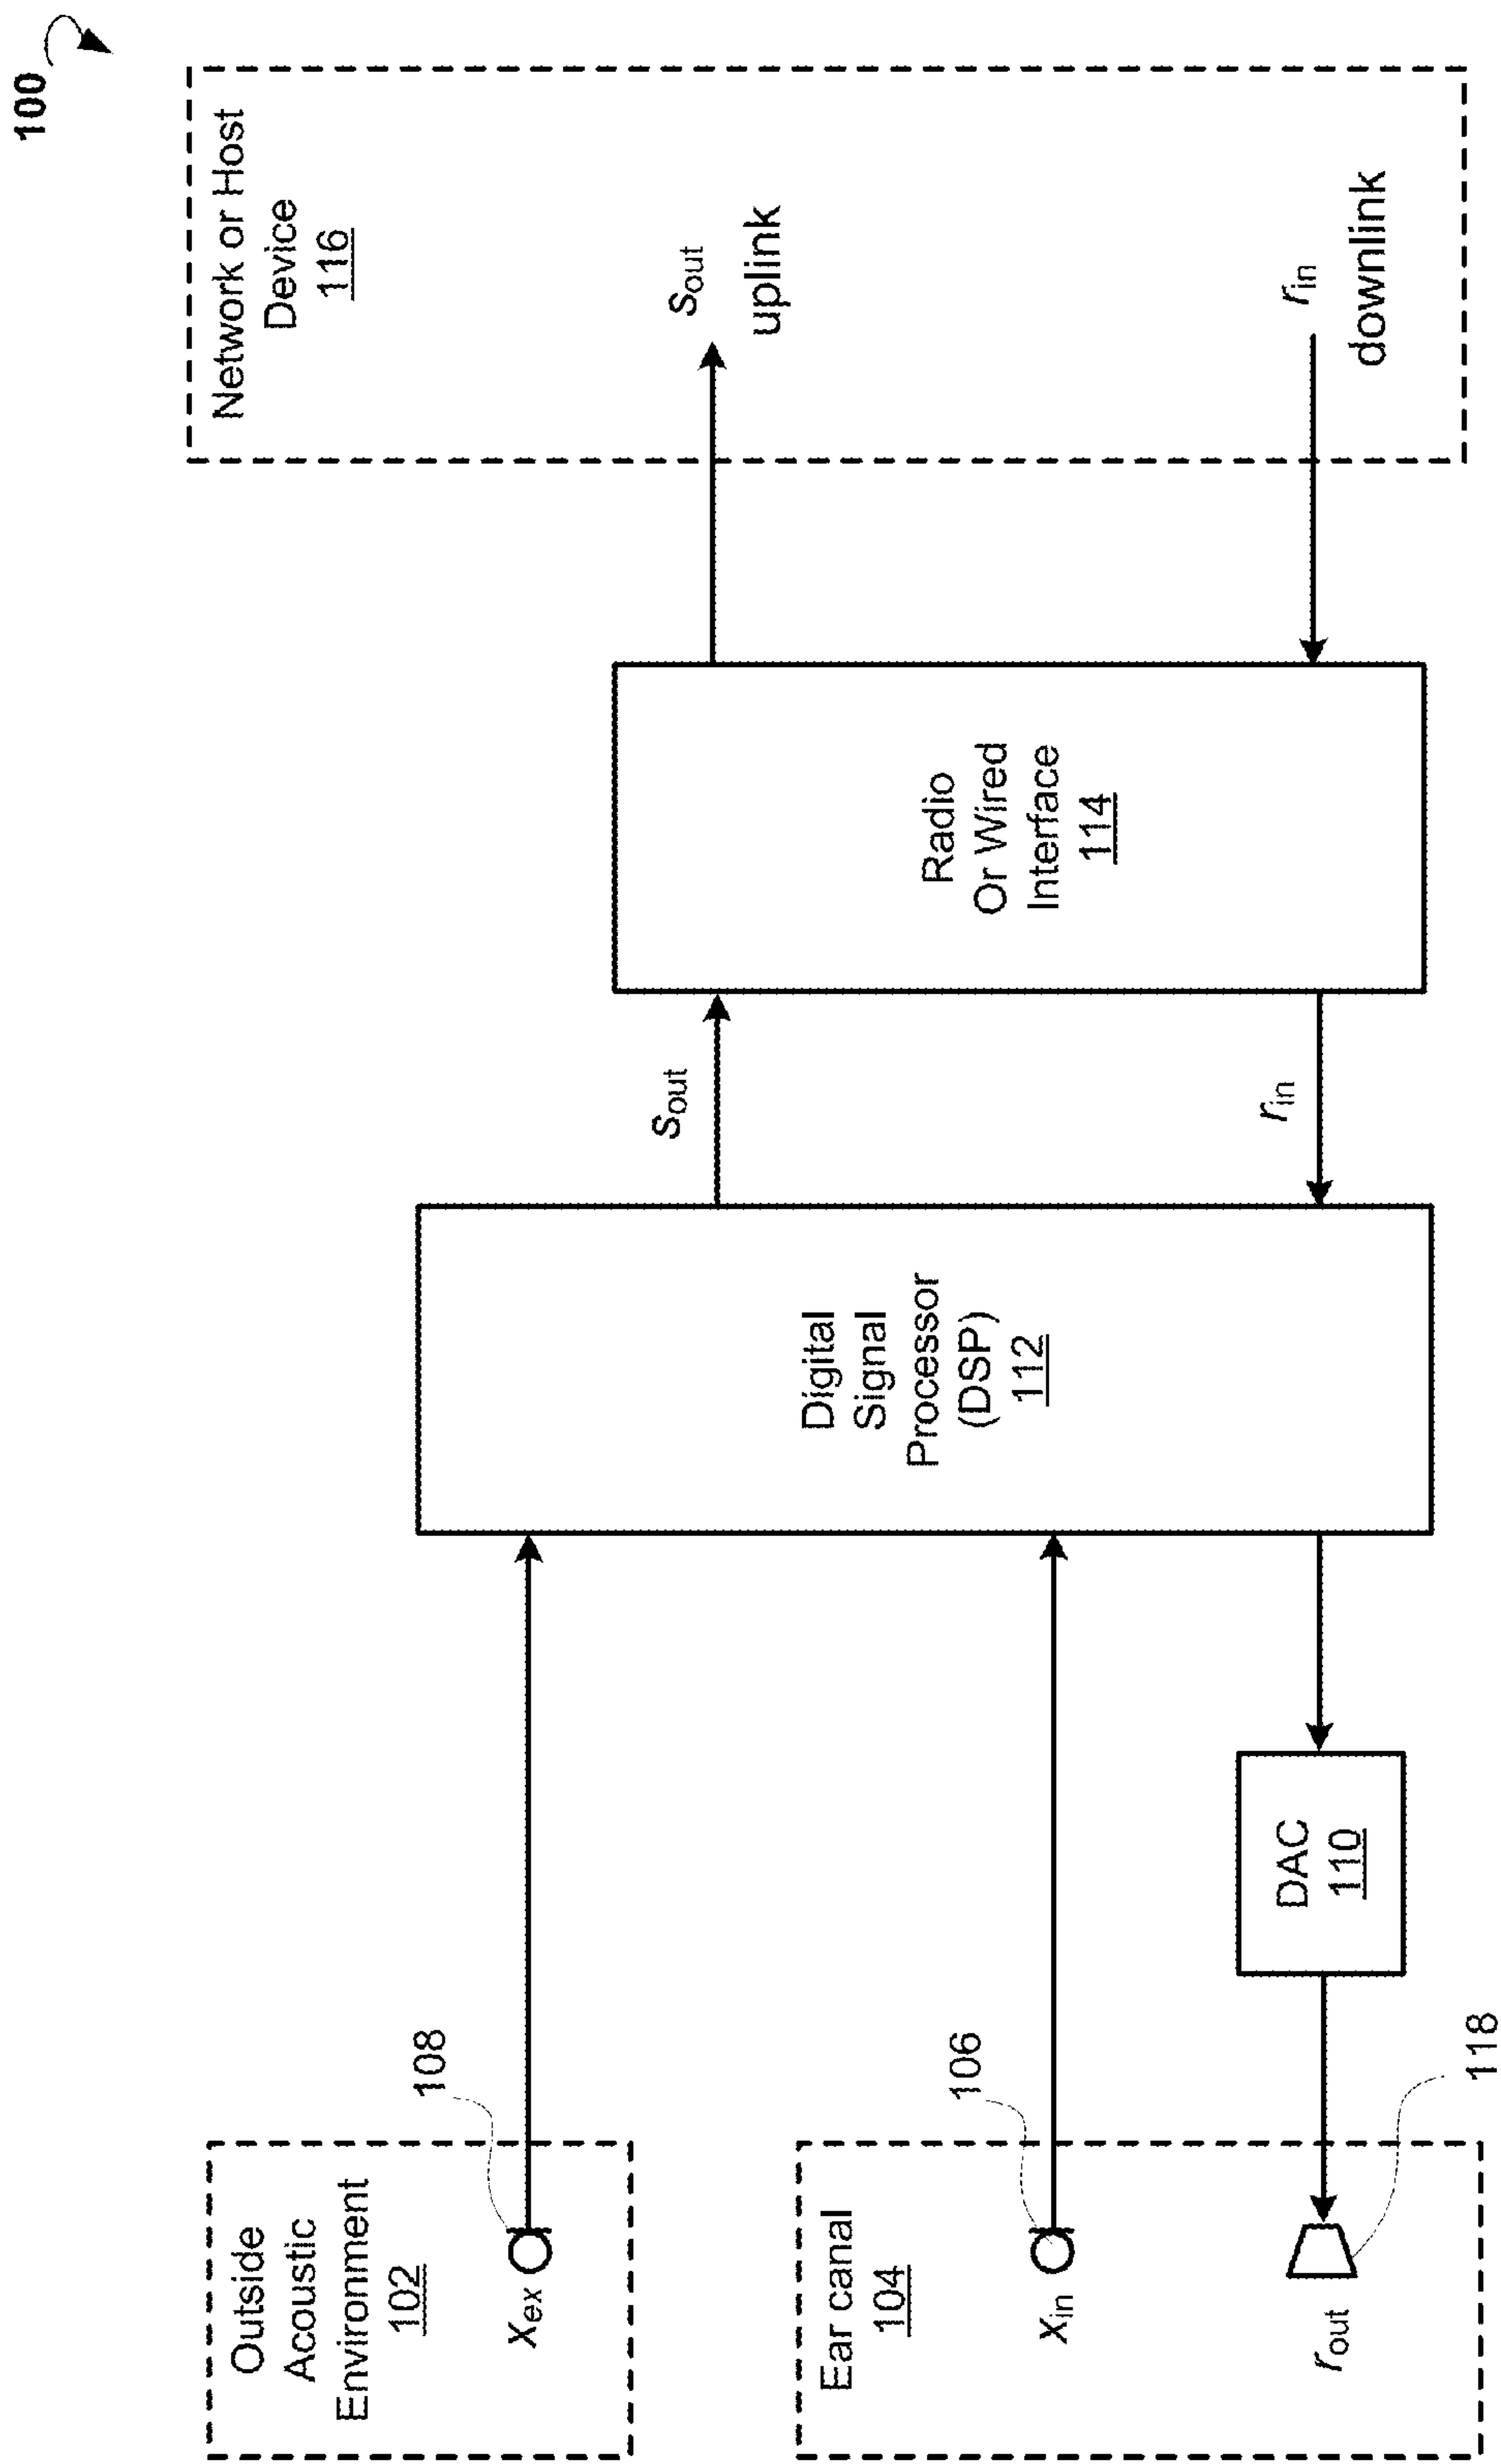 100
Outside
Acoustic
Environment
102
108
xex
Ear canal
104
106
xin
rout
118
DAC
110
Digital
Signal
Processor
(DSP)
112
sout
rin
Radio
Or Wired
Interface
114
Network or Host
Device
116
sout
uplink
rin
downlink